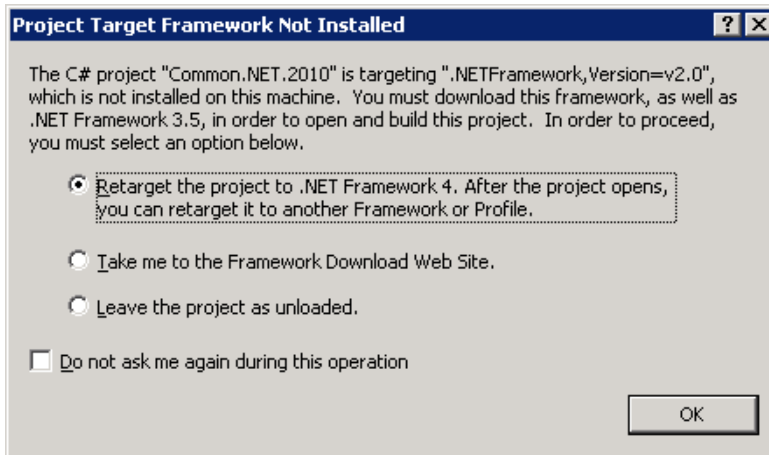 Project Target Framework Not Installed
The C# project "Common.NET.2010" is targeting ".NETFramework,Version=v2.0",
which is not installed on this machine.  You must download this framework, as well as
.NET Framework 3.5, in order to open and build this project.  In order to proceed,
you must select an option below.
Retarget the project to .NET Framework 4. After the project opens,
you can retarget it to another Framework or Profile.
Take me to the Framework Download Web Site.
Leave the project as unloaded.
Do not ask me again during this operation
OK